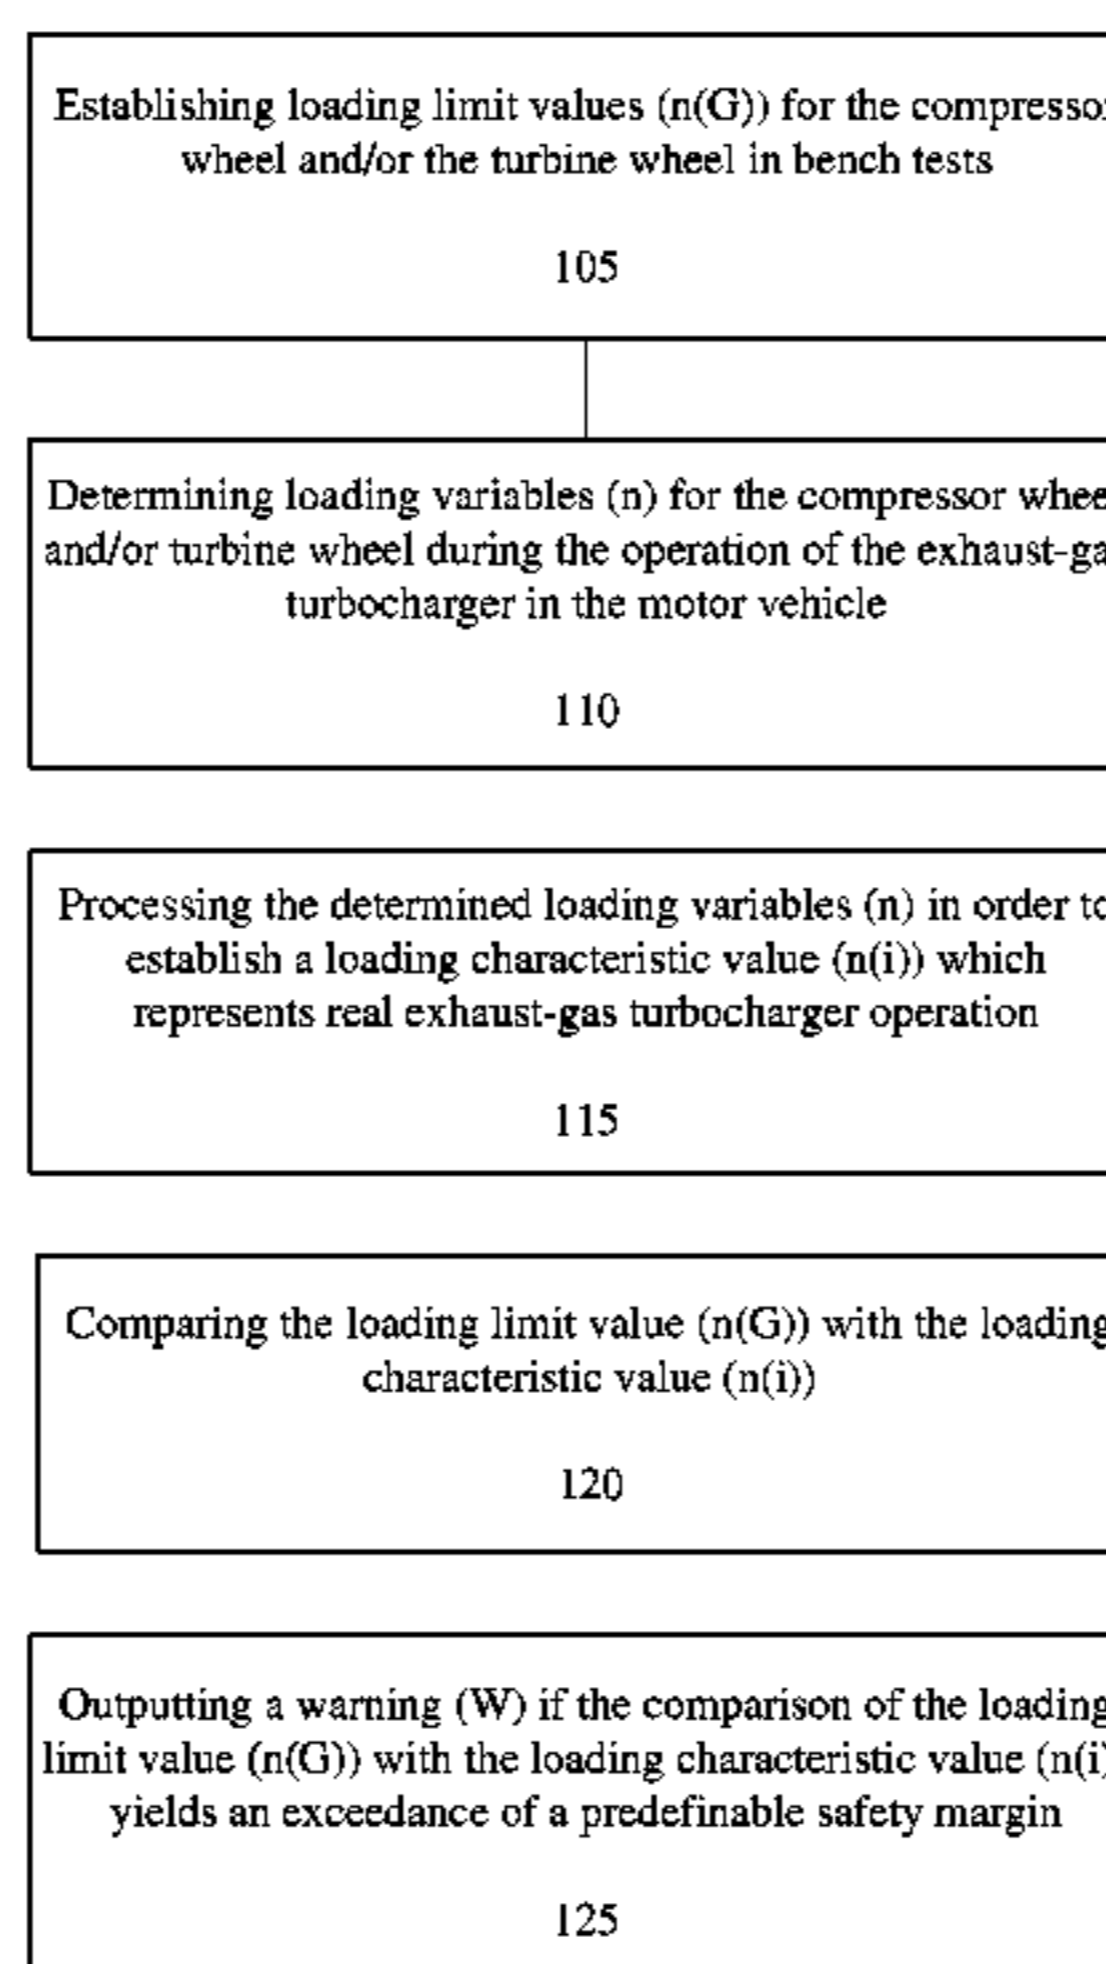 Establishing loading limit values (n(G)) for the compressor
wheel and/or the turbine wheel in bench tests
105
Determining loading variables (n) for the compressor whee
and/or turbine wheel during the operation of the exhaust-ga
turbocharger in the motor vehicle
110
Processing the determined loading variables (n) in order to
establish a loading characteristic value (n(i)) which
represents real exhaust-gas turbocharger operation
115
Comparing the loading limit value (n(G)) with the loading
characteristic value (n(i))
120
Outputting a warning (W) if the comparison of the loading
limit value (n(G)) with the loading characteristic value (n(i)
yields an exceedance of a predefinable safety margin
125